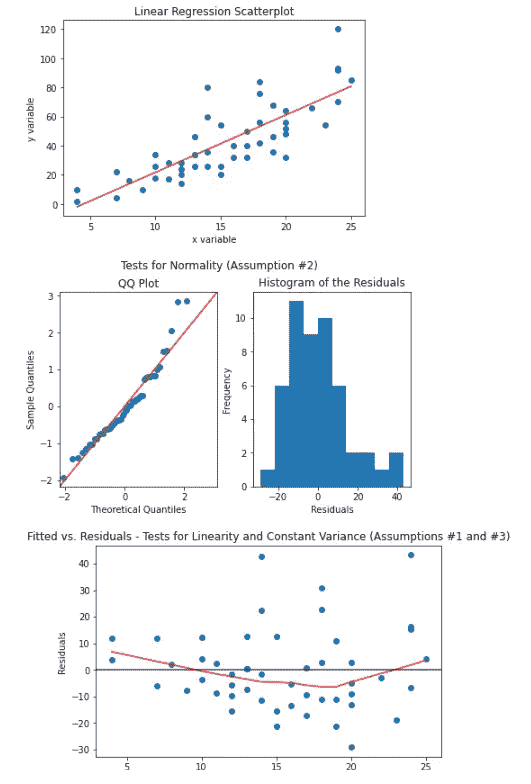 Linear Regression Scatterplot
120
100
80
60
40
20
0
y variable
5 10 15 20 25
x variable
Tests for Normality (Assumption #2)
QQ Plot
3
2
1
0
−1
−2
Sample Quantiles
−2 0 2
Theoretical Quantiles
Histogram of the Residuals
10
8
6
4
2
0
Frequency
−20 0 20 40
Residuals
Fitted vs. Residuals - Tests for Linearity and Constant Variance (Assumptions #1 and #3)
40
30
20
10
0
−10
−20
−30
Residuals
5 10 15 20 25